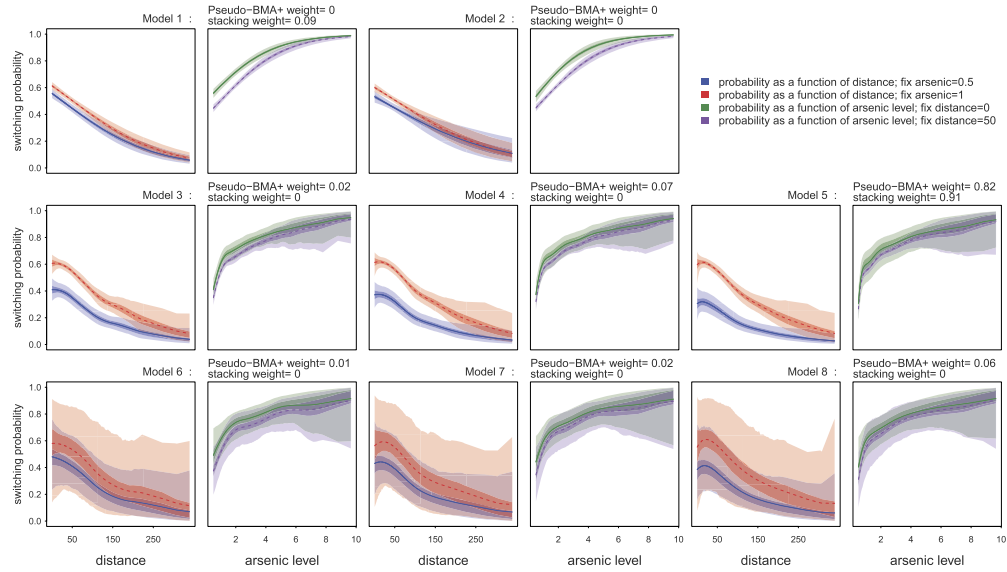 Model 1 :
Pseudo−BMA+ weight= 0
stacking weight= 0.09
Model 2 :
Pseudo−BMA+ weight= 0
stacking weight= 0
switching probability
1.0
0.8
0.6
0.4
0.2
0.0
probability as a function of distance; fix arsenic=0.5
probability as a function of distance; fix arsenic=1
probability as a function of arsenic level; fix distance=0
probability as a function of arsenic level; fix distance=50
Model 3 :
Pseudo−BMA+ weight= 0.02
stacking weight= 0
Model 4 :
Pseudo−BMA+ weight= 0.07
stacking weight= 0
Model 5 :
Pseudo−BMA+ weight= 0.82
stacking weight= 0.91
switching probability
1.0
0.8
0.6
0.4
0.2
0.0
Model 6 :
Pseudo−BMA+ weight= 0.01
stacking weight= 0
Model 7 :
Pseudo−BMA+ weight= 0.02
stacking weight= 0
Model 8 :
Pseudo−BMA+ weight= 0.06
stacking weight= 0
switching probability
1.0
0.8
0.6
0.4
0.2
0.0
50 150 250
2 4 6 8 10
50 150 250
2 4 6 8 10
50 150 250
2 4 6 8 10
distance
arsenic level
distance
arsenic level
distance
arsenic level